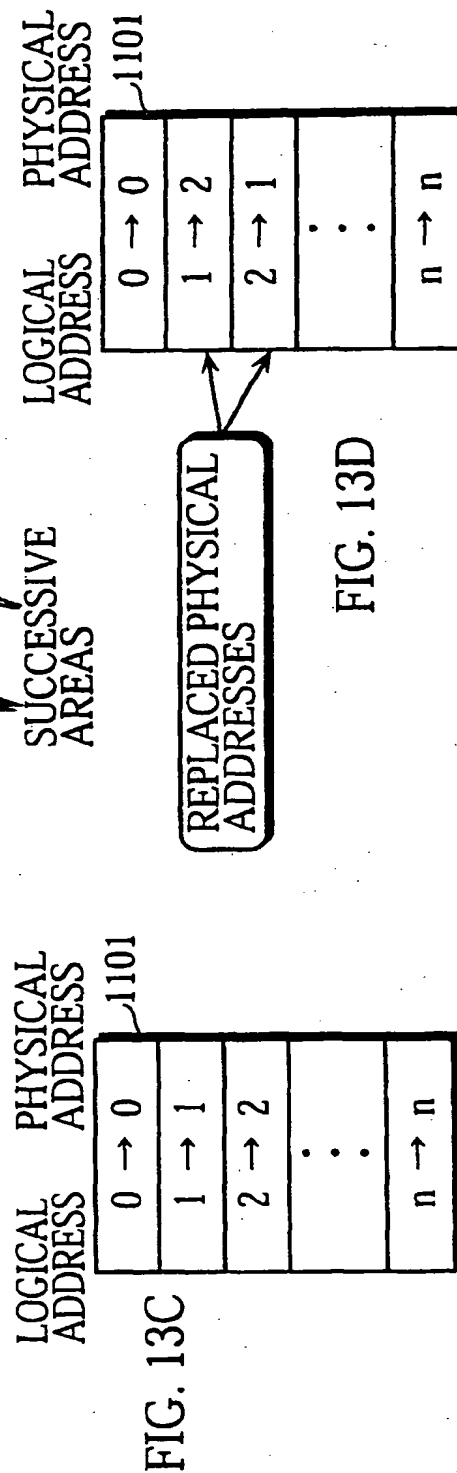 SUCCESSIVE
AREAS
FIG. 13C
LOGICAL
ADDRESS
PHYSICAL
ADDRESS
1101
0 → 0
1 → 1
2 → 2
...
n → n
REPLACED PHYSICAL
ADDRESSES
LOGICAL
ADDRESS
PHYSICAL
ADDRESS
1101
0 → 0
1 → 2
2 → 1
...
n → n
FIG. 13D